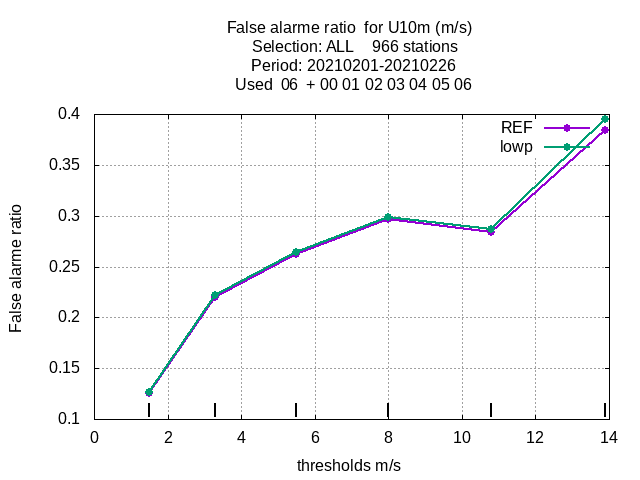 False alarme ratio  for U10m (m/s)
Selection: ALL    966 stations
Period: 20210201-20210226
Used  06  + 00 01 02 03 04 05 06
REF
lowp
0.4
0.35
0.3
0.25
0.2
0.15
0.1
False alarme ratio
0 2 4 6 8 10 12 14
thresholds m/s